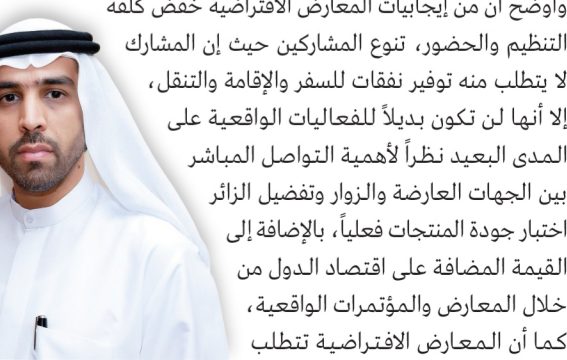 وأوضح أن من إيجابيات المعارض الافتراضية خفض كلفة
التنظيم والحضور، تنوع المشاركين حيث إن المشارك
لا يتطلب منه توفير نفقات للسفر والإقامة والتنقل،
إلا أنها لن تكون بديلاً للفعاليات الواقعية على
المدى البعيد نظراً لأهمية التواصل المباشر
بين الجهات العارضة والزوار وتفضيل الزائر
اختبار جودة المنتجات فعلياً، بالإضافة إلى
القيمة المضافة على اقتصاد الدول من
خلال المعارض والمؤتمرات الواقعية،
كما أن المعارض الافتراضية تتطلب